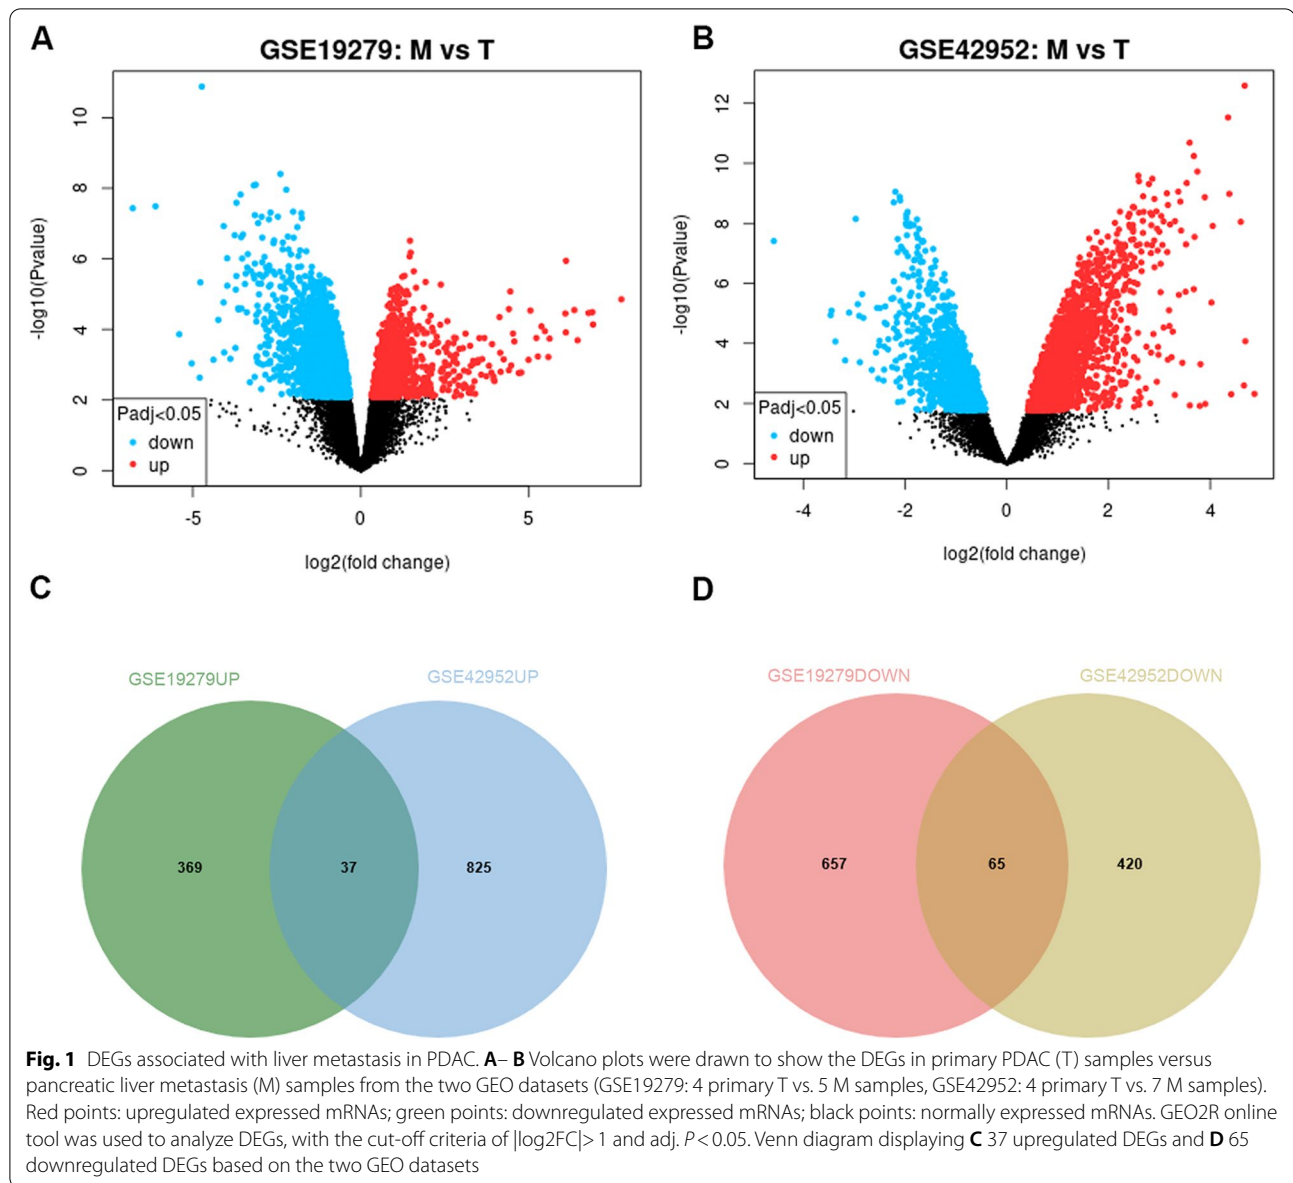 A
GSE19279: M vs T
-log10(Pvalue)
10
8
6
4
2
0
Padj<0.05
down
up
-5
0
5
log2(fold change)
B
GSE42952: M vs T
-log10(Pvalue)
12
10
8
6
4
2
0
Padj<0.05
down
up
-4
-2
0
2
4
log2(fold change)
C
GSE19279UP
GSE42952UP
369
37
825
D
GSE19279DOWN
GSE42952DOWN
657
65
420
Fig. 1 DEGs associated with liver metastasis in PDAC. A– B Volcano plots were drawn to show the DEGs in primary PDAC (T) samples versus
pancreatic liver metastasis (M) samples from the two GEO datasets (GSE19279: 4 primary T vs. 5 M samples, GSE42952: 4 primary T vs. 7 M samples).
Red points: upregulated expressed mRNAs; green points: downregulated expressed mRNAs; black points: normally expressed mRNAs. GEO2R online
tool was used to analyze DEGs, with the cut-off criteria of |log2FC|> 1 and adj. P < 0.05. Venn diagram displaying C 37 upregulated DEGs and D 65
downregulated DEGs based on the two GEO datasets